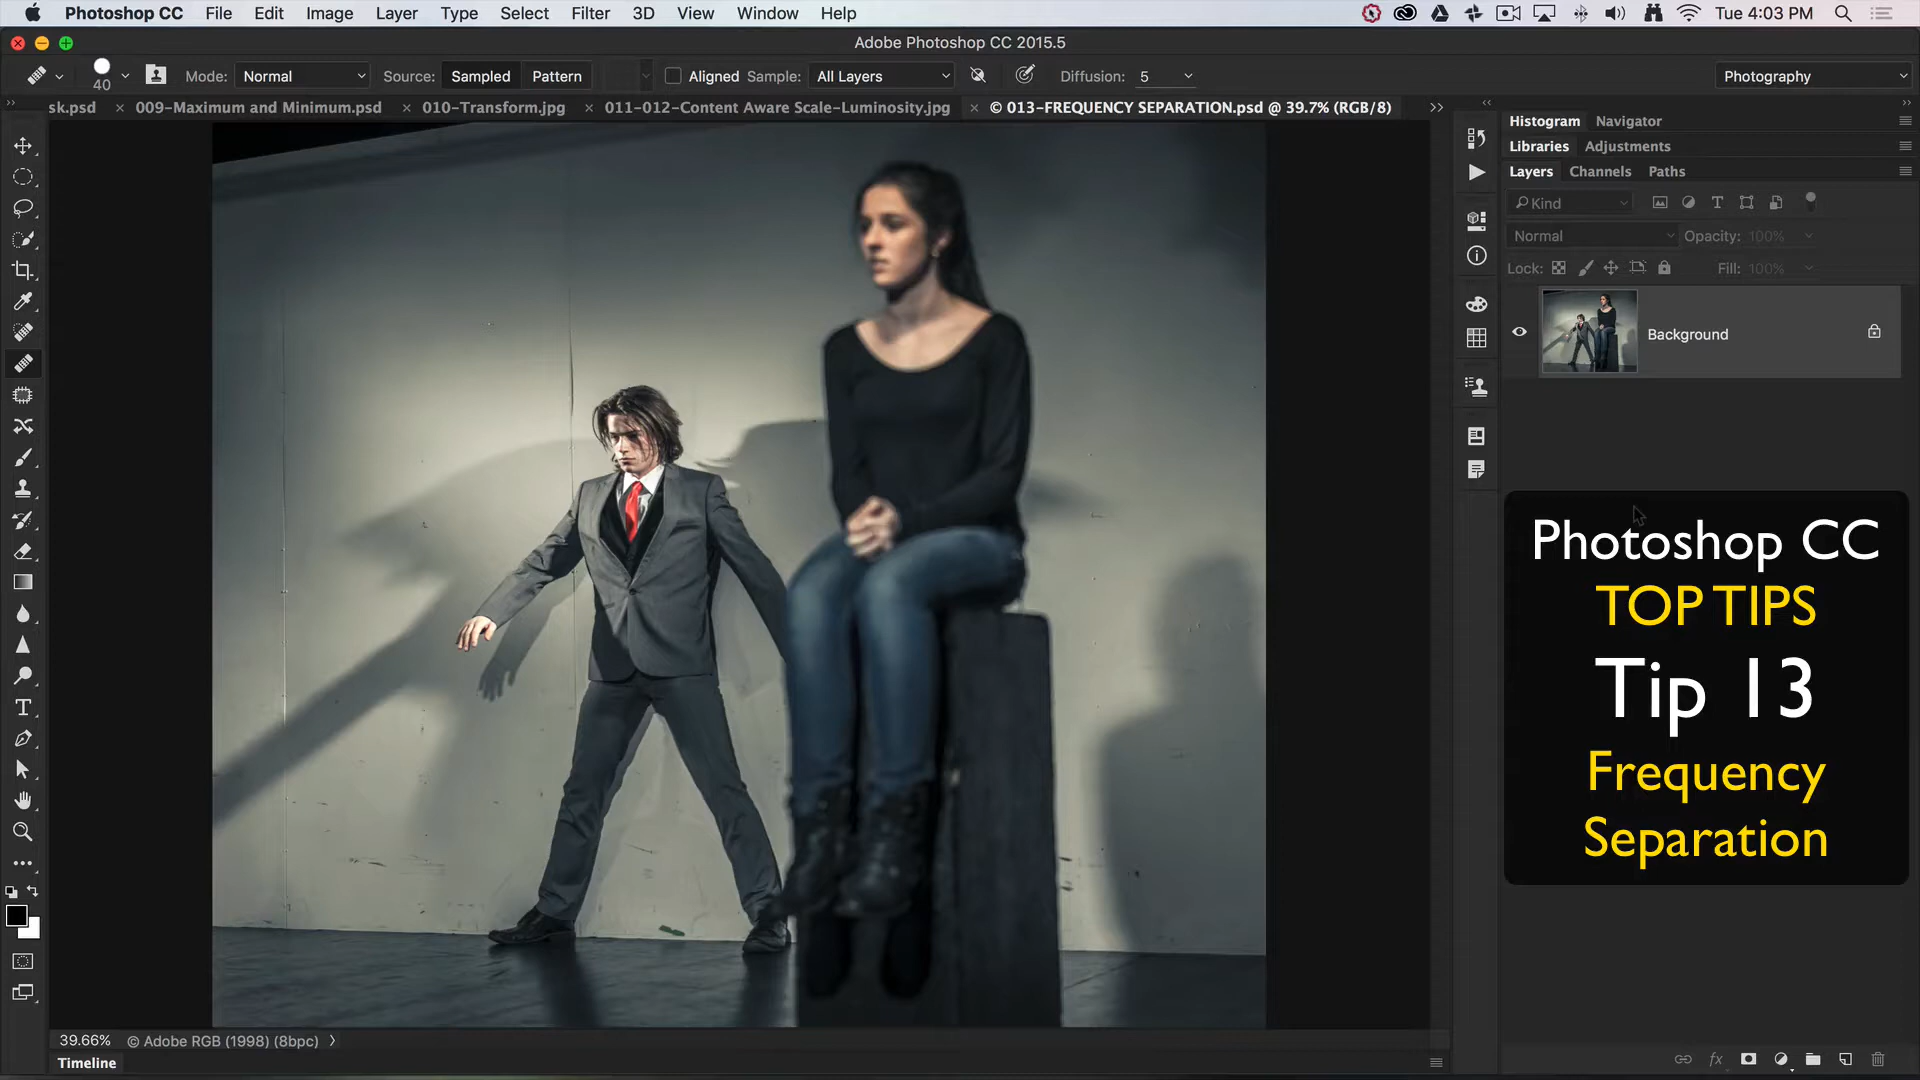 Photoshop CC File Edit Image Layer Type Select Filter 3D View Window Help Tue 4:03 PM
Adobe Photoshop CC 2015.5
40 Mode: Normal Source: Sampled Pattern Aligned Sample: All Layers Diffusion: 5 Photography
sk.psd 009-Maximum and Minimum.psd 010-Transform.jpg 011-012-Content Aware Scale-Luminosity.jpg © 013-FREQUENCY SEPARATION.psd @ 39.7% (RGB/8)
Histogram Navigator
Libraries Adjustments
Layers Channels Paths
Kind
Normal Opacity: 100%
Lock: Fill: 100%
Background
Photoshop CC
TOP TIPS
Tip 13
Frequency
Separation
39.66% © Adobe RGB (1998) (8bpc)
Timeline
fx